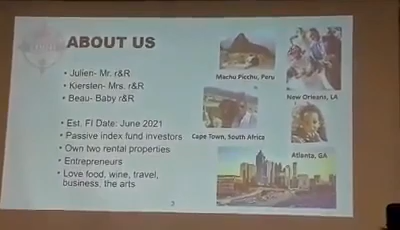 ABOUT US
Julien- Mr. r&R
Kiersten- Mrs. r&R
Beau- Baby r&R
Est. FI Date: June 2021
Passive index fund investors
Own two rental properties
Entrepreneurs
Love food, wine, travel,
business, the arts
Machu Picchu, Peru
New Orleans, LA
Cape Town, South Africa
Atlanta, GA